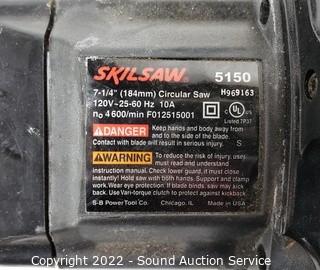 SKILSAW 5150
7-1/4" (184mm) Circular Saw H969163
120V~25-60 Hz 10A
n₀ 4600/min F012515001
UL
Listed 7P37
DANGER Keep hands and body away from and to the side of the blade.
Contact with blade will result in serious injury. S
WARNING To reduce the risk of injury, user must read
instruction manual. Check lower guard, it must close
instantly! Hold saw with both hands. Support and clamp
work. Wear eye protection. If blade binds, saw may kick
back. Use Vari-torque clutch to protect against kickback.
S-B Power Tool Co. Chicago, IL Made in USA
Copyright 2022 - Sound Auction Service